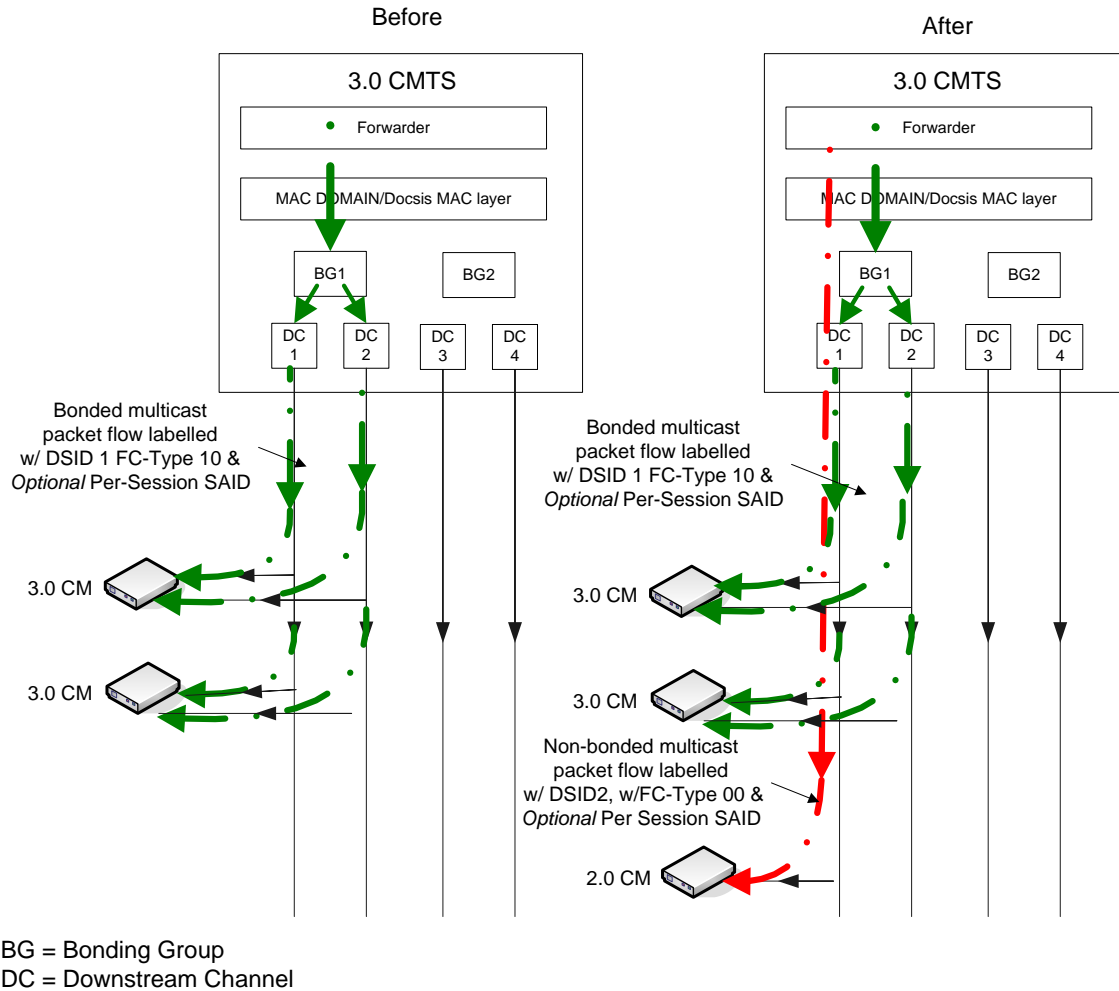 Before
3.0 CMTS
Forwarder
MAC DOMAIN/Docsis MAC layer
BG1
BG2
DC
1
DC
2
DC
3
DC
4
Bonded multicast
packet flow labelled
w/ DSID 1 FC-Type 10 &
Optional Per-Session SAID
3.0 CM
3.0 CM
After
3.0 CMTS
Forwarder
MAC DOMAIN/Docsis MAC layer
BG1
BG2
DC
1
DC
2
DC
3
DC
4
Bonded multicast
packet flow labelled
w/ DSID 1 FC-Type 10 &
Optional Per-Session SAID
3.0 CM
3.0 CM
Non-bonded multicast
packet flow labelled
w/ DSID2, w/FC-Type 00 &
Optional Per Session SAID
2.0 CM
BG = Bonding Group
DC = Downstream Channel